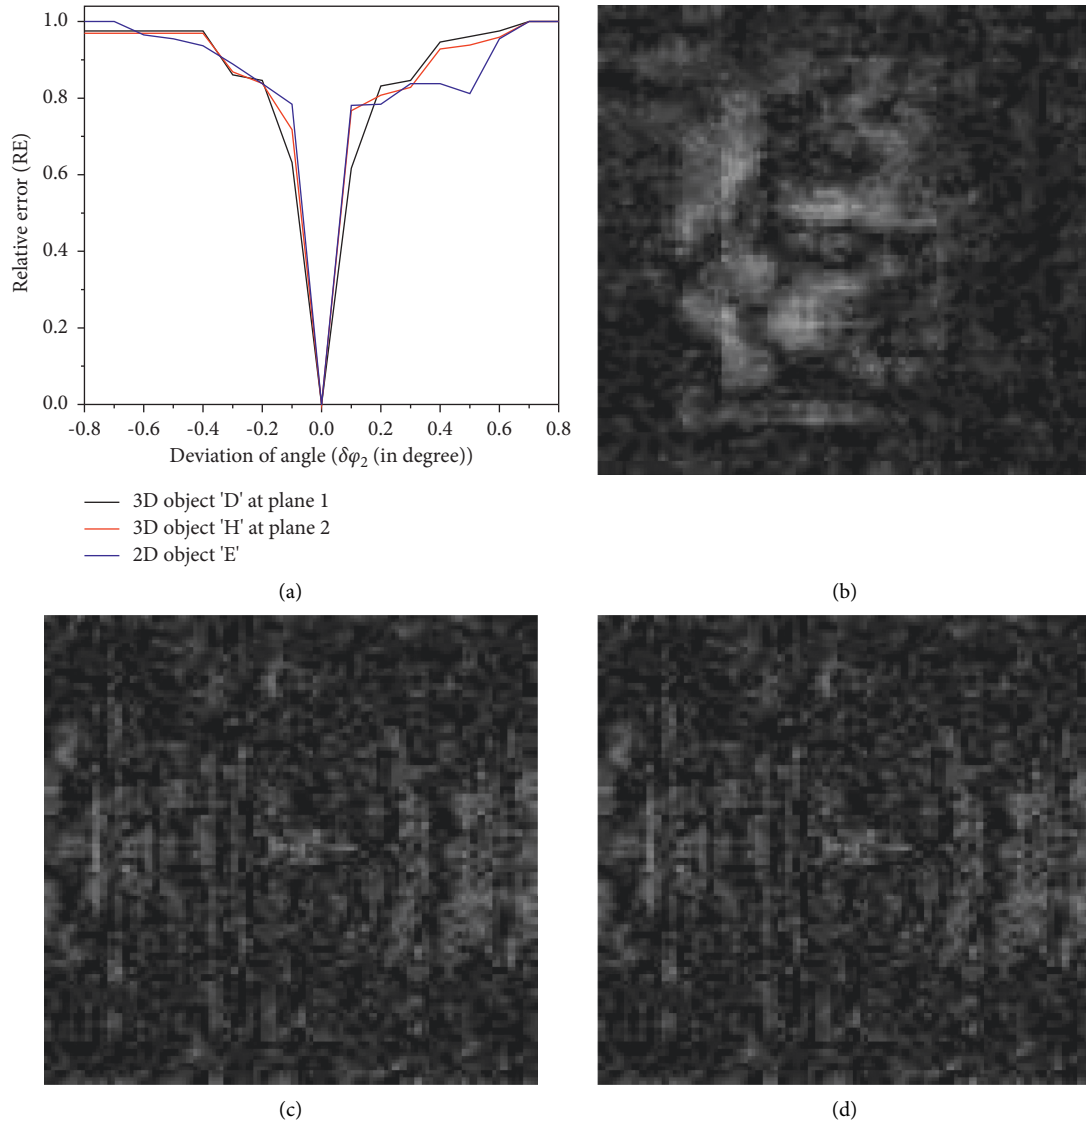 1.0
0.8
0.6
0.4
0.2
0.0
Relative error (RE)
-0.8 -0.6 -0.4 -0.2 0.0 0.2 0.4 0.6 0.8
Deviation of angle (δφ₂ (in degree))
3D object 'D' at plane 1
3D object 'H' at plane 2
2D object 'E'
(a)
(b)
(c)
(d)